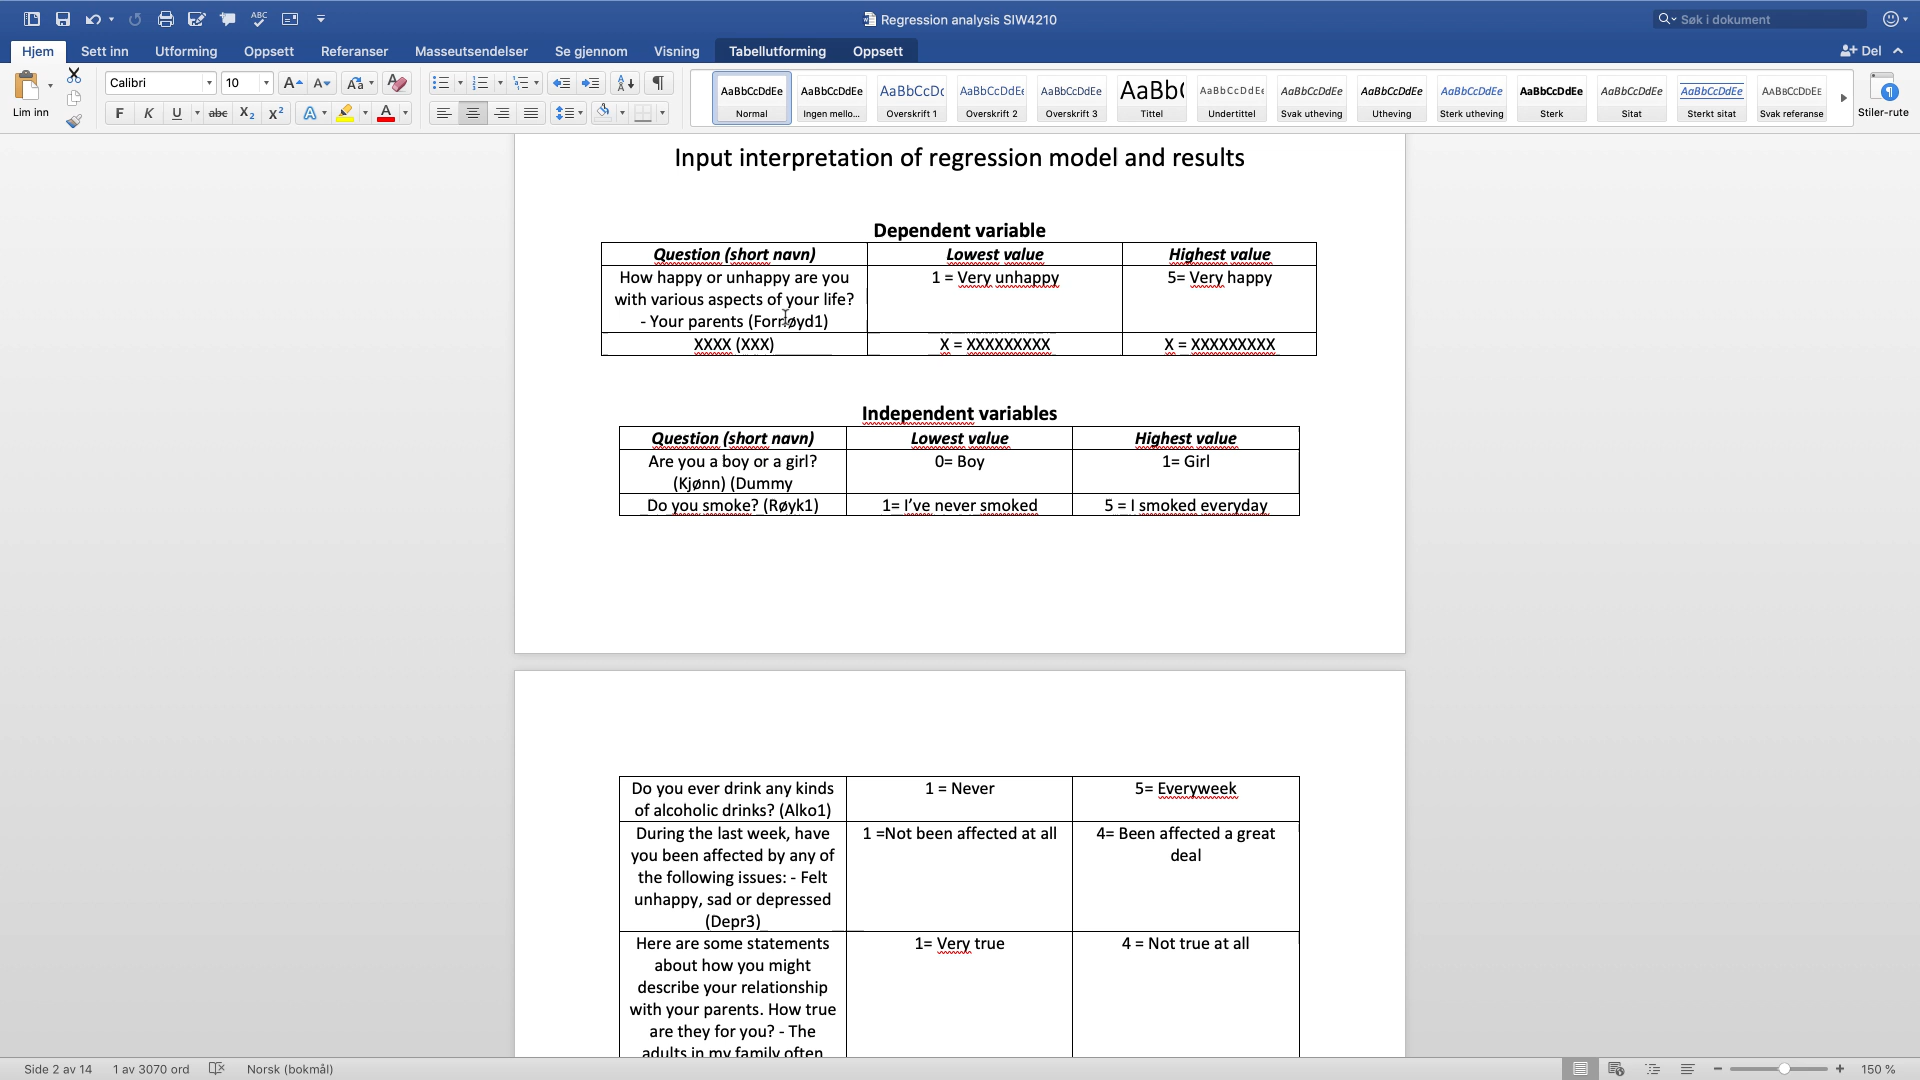 Regression analysis SIW4210
Søk i dokument
Hjem Sett inn Utforming Oppsett Referanser Masseutsendelser Se gjennom Visning Tabellutforming Oppsett Del
Lim inn
Calibri 10
F K U abc X₂ X²
AaBbCcDdEe AaBbCcDdEe AaBbCcDc AaBbCcDdEe AaBbCcDdEe AaBb( AaBbCcDdEe AaBbCcDdEe AaBbCcDdEe AaBbCcDdEe AaBbCcDdEe AaBbCcDdEe AaBbCcDdEe AaBbCcDdEe
Normal Ingen mello... Overskrift 1 Overskrift 2 Overskrift 3 Tittel Undertittel Svak utheving Utheving Sterk utheving Sterk Sitat Sterkt sitat Svak referanse Stiler-rute
Input interpretation of regression model and results
Dependent variable
Question (short navn) Lowest value Highest value
How happy or unhappy are you 1 = Very unhappy 5= Very happy
with various aspects of your life?
- Your parents (Fornøyd1)
XXXX (XXX) X = XXXXXXXXX X = XXXXXXXXX
Independent variables
Question (short navn) Lowest value Highest value
Are you a boy or a girl? 0= Boy 1= Girl
(Kjønn) (Dummy
Do you smoke? (Røyk1) 1= I’ve never smoked 5 = I smoked everyday
Do you ever drink any kinds 1 = Never 5= Everyweek
of alcoholic drinks? (Alko1)
During the last week, have 1 =Not been affected at all 4= Been affected a great
you been affected by any of deal
the following issues: - Felt
unhappy, sad or depressed
(Depr3)
Here are some statements 1= Very true 4 = Not true at all
about how you might
describe your relationship
with your parents. How true
are they for you? - The
adults in my family often
Side 2 av 14 1 av 3070 ord Norsk (bokmål) 150 %